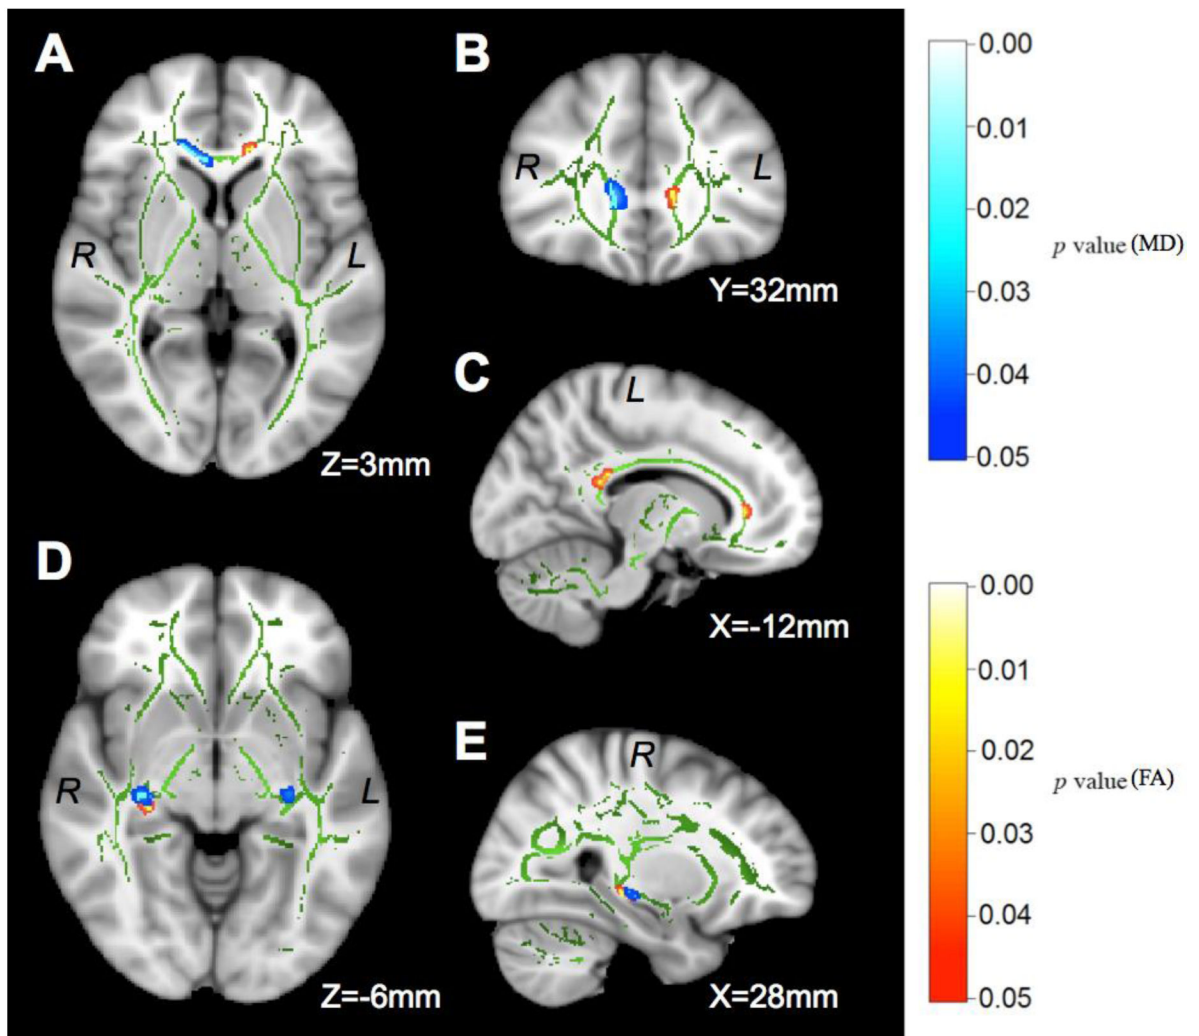 A
R
L
Z=3mm
B
R
L
Y=32mm
C
L
X=-12mm
D
R
L
Z=-6mm
E
R
X=28mm
0.00
0.01
0.02
0.03
0.04
0.05
p value (MD)
0.00
0.01
0.02
0.03
0.04
0.05
p value (FA)